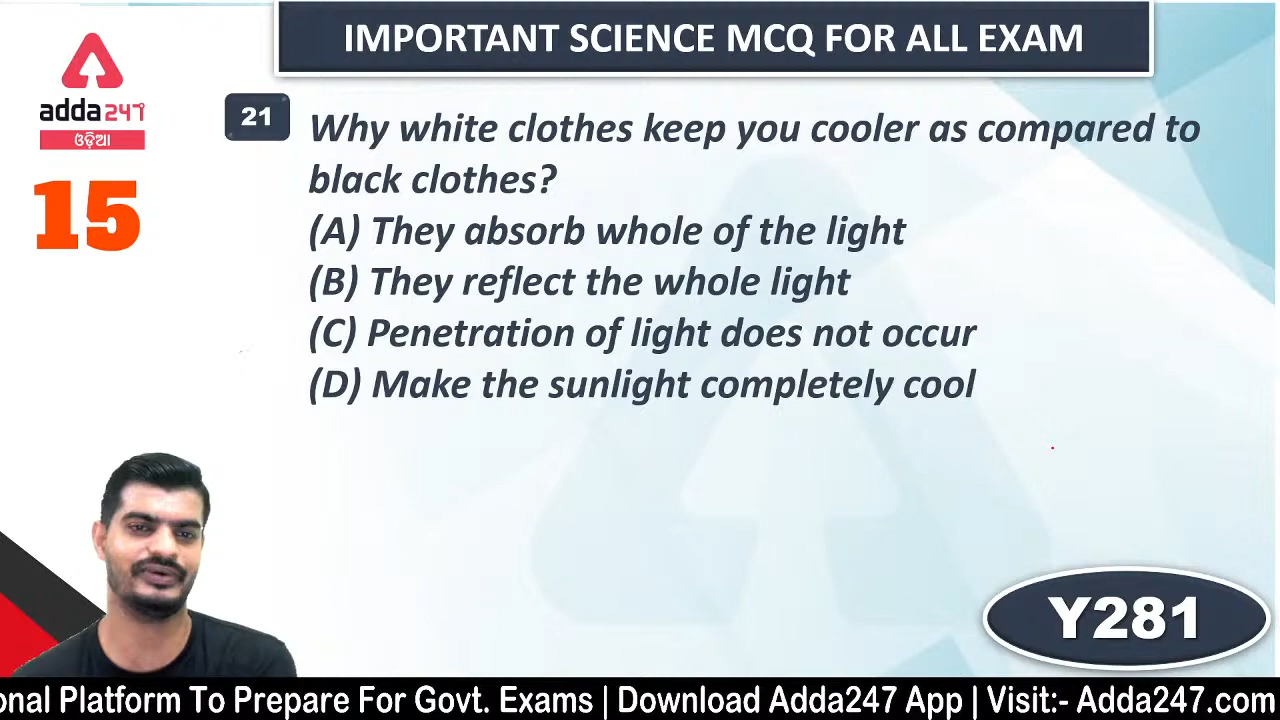 IMPORTANT SCIENCE MCQ FOR ALL EXAM
adda247
ଓଡ଼ିଆ
15
21
Why white clothes keep you cooler as compared to
black clothes?
(A) They absorb whole of the light
(B) They reflect the whole light
(C) Penetration of light does not occur
(D) Make the sunlight completely cool
Y281
onal Platform To Prepare For Govt. Exams | Download Adda247 App | Visit:- Adda247.com